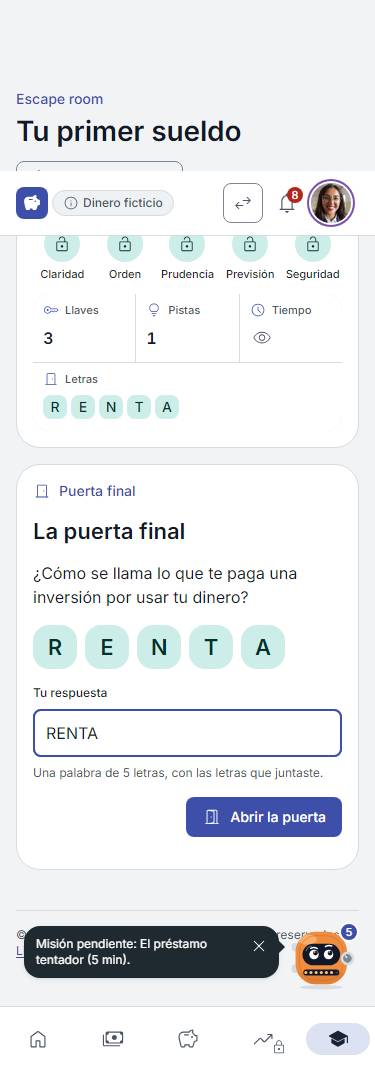 Escape room
Tu primer sueldo
Dinero ficticio
8
Claridad
Orden
Prudencia
Previsión
Seguridad
Llaves
Pistas
Tiempo
3
1
Letras
R E N T A
Puerta final
La puerta final
¿Cómo se llama lo que te paga una
inversión por usar tu dinero?
R E N T A
Tu respuesta
RENTA
Una palabra de 5 letras, con las letras que juntaste.
Abrir la puerta
©
5
Misión pendiente: El préstamo
tentador (5 min).